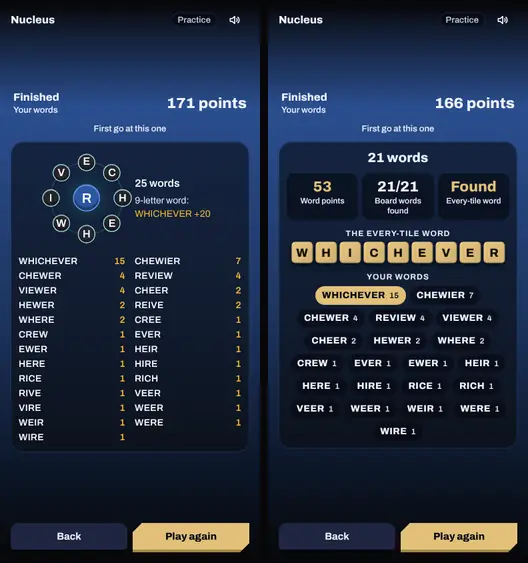 Nucleus
Practice
Finished
Your words
171 points
First go at this one
E
V
C
I
R
H
W
E
H
25 words
9-letter word:
WHICHEVER +20
WHICHEVER 15
CHEWIER 7
CHEWER 4
REVIEW 4
VIEWER 4
CHEER 2
HEWER 2
REIVE 2
WHERE 2
CREE 1
CREW 1
EVER 1
EWER 1
HEIR 1
HERE 1
HIRE 1
RICE 1
RICH 1
RIVE 1
VEER 1
VIRE 1
WEER 1
WEIR 1
WERE 1
WIRE 1
Back
Play again
Nucleus
Practice
Finished
Your words
166 points
First go at this one
21 words
53
Word points
21/21
Board words
found
Found
Every-tile word
THE EVERY-TILE WORD
W H I C H E V E R
YOUR WORDS
WHICHEVER 15 CHEWIER 7
CHEWER 4 REVIEW 4 VIEWER 4
CHEER 2 HEWER 2 WHERE 2
CREW 1 EVER 1 EWER 1 HEIR 1
HERE 1 HIRE 1 RICE 1 RICH 1
VEER 1 WEER 1 WEIR 1 WERE 1
WIRE 1
Back
Play again